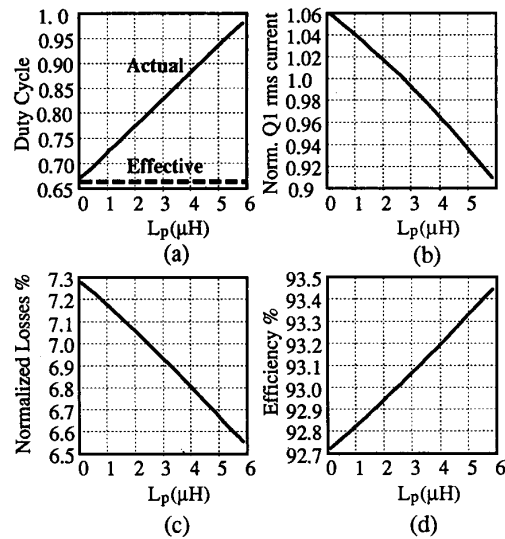 Duty Cycle
1.0
0.95
0.90
0.85
0.80
0.75
0.70
0.65
Actual
Effective
0 1 2 3 4 5 6
Lp(μH)
(a)
Norm. Q1 rms current
1.06
1.04
1.02
1.00
0.98
0.96
0.94
0.92
0.9
0 1 2 3 4 5 6
Lp(μH)
(b)
Normalized Losses %
7.3
7.2
7.1
7.0
6.9
6.8
6.7
6.6
6.5
0 1 2 3 4 5 6
Lp(μH)
(c)
Efficiency %
93.5
93.4
93.3
93.2
93.1
93.0
92.9
92.8
92.7
0 1 2 3 4 5 6
Lp(μH)
(d)